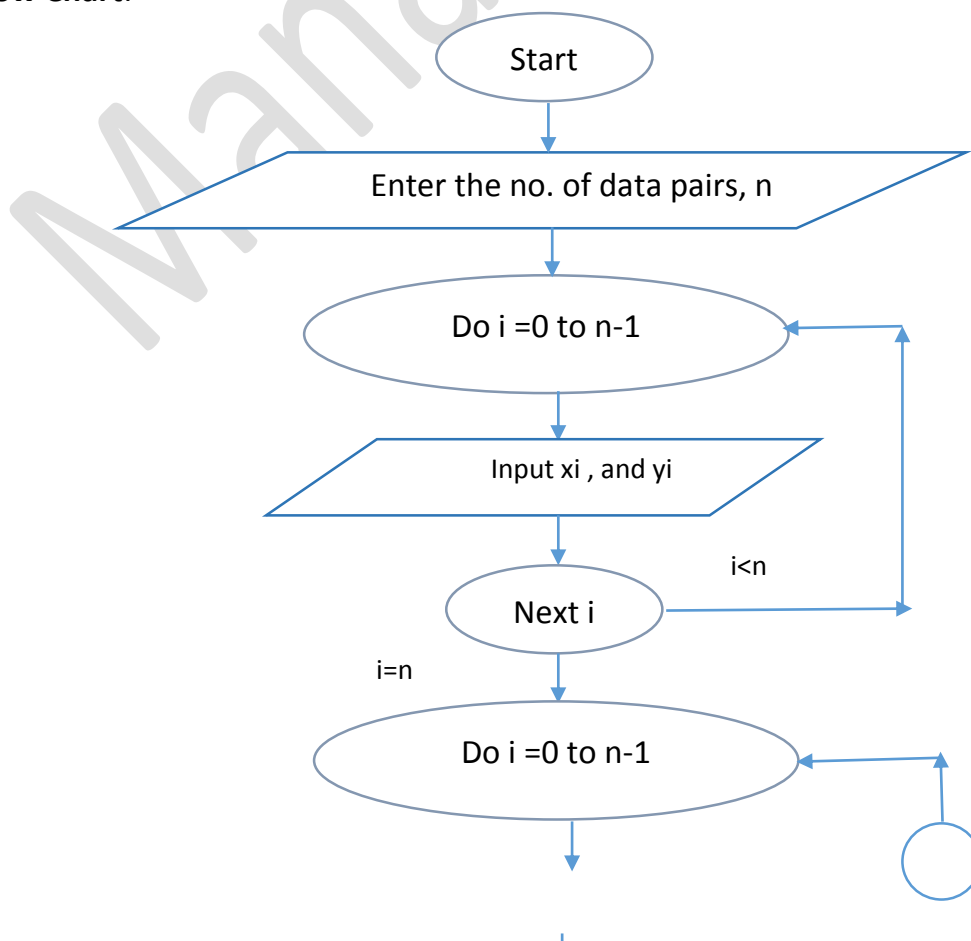 Start
Enter the no. of data pairs, n
Do i =0 to n-1
Input xi , and yi
i<n
Next i
i=n
Do i =0 to n-1